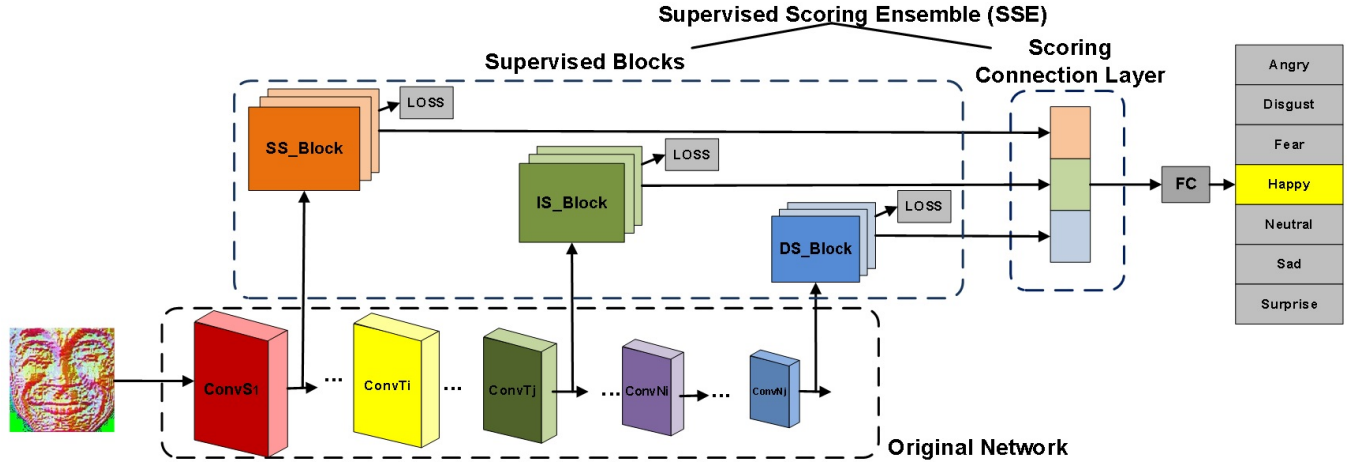 Supervised Scoring Ensemble (SSE)
Supervised Blocks
Scoring
Connection Layer
LOSS
SS_Block
LOSS
IS_Block
LOSS
DS_Block
FC
Angry
Disgust
Fear
Happy
Neutral
Sad
Surprise
ConvS1
...
ConvTi
...
ConvTj
...
ConvNi
...
ConvNj
Original Network